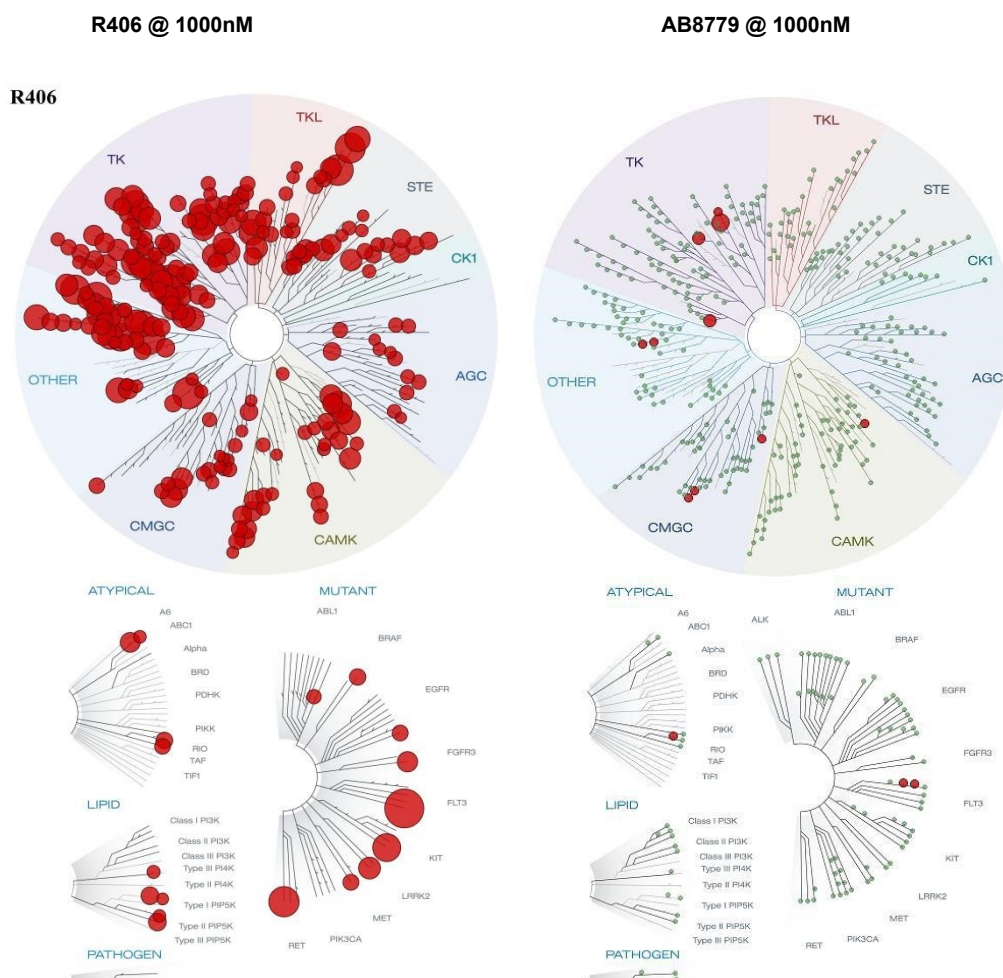 R406 @ 1000nM
AB8779 @ 1000nM
R406
TKL
TK
STE
CK1
AGC
OTHER
CMGC
CAMK
TKL
TK
STE
CK1
AGC
OTHER
CMGC
CAMK
ATYPICAL
A6
ABC1
Alpha
BRD
PDHK
PIKK
RIO
TAF
TIF1
MUTANT
ABL1
BRAF
EGFR
FGFR3
FLT3
KIT
LRRK2
MET
PIK3CA
RET
LIPID
Class I PI3K
Class II PI3K
Class III PI3K
Type III PI4K
Type II PI4K
Type I PIP5K
Type II PIP5K
Type III PIP5K
PATHOGEN
ATYPICAL
A6
ABC1
Alpha
BRD
PDHK
PIKK
RIO
TAF
TIF1
MUTANT
ALK
ABL1
BRAF
EGFR
FGFR3
FLT3
KIT
LRRK2
MET
PIK3CA
RET
LIPID
Class I PI3K
Class II PI3K
Class III PI3K
Type III PI4K
Type II PI4K
Type I PIP5K
Type II PIP5K
Type III PIP5K
PATHOGEN